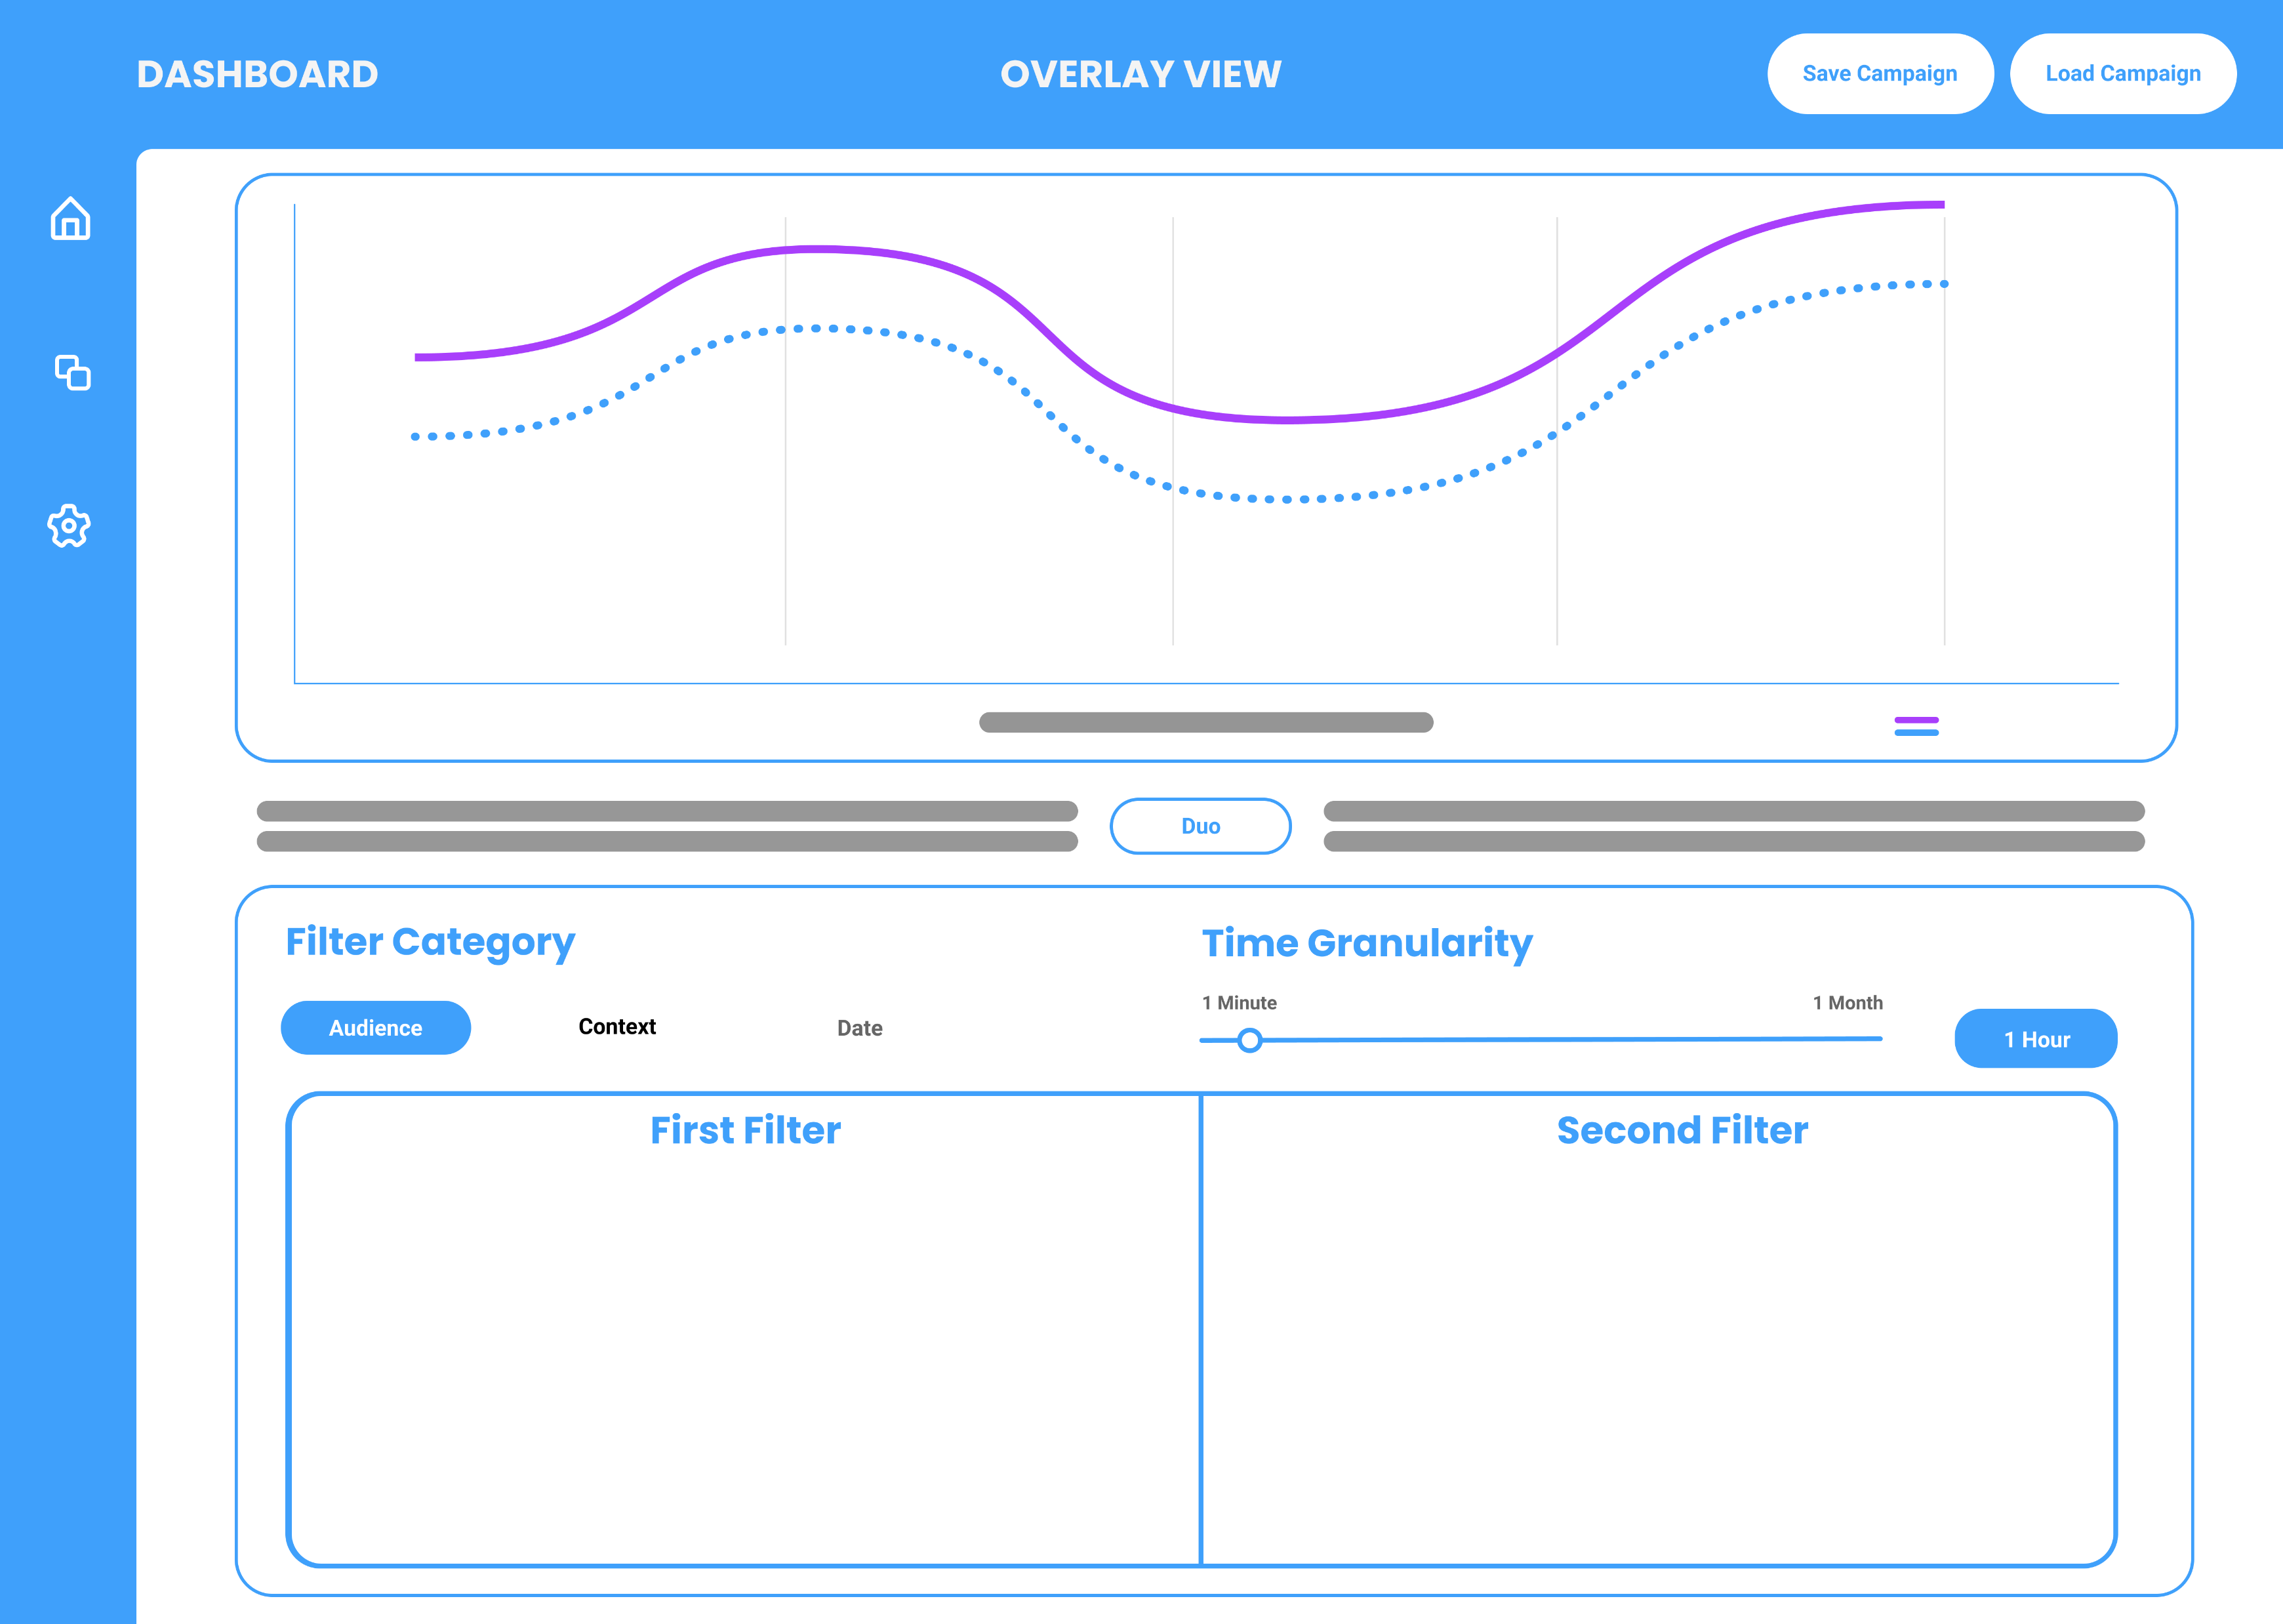 DASHBOARD
OVERLAY VIEW
Save Campaign
Load Campaign
Duo
Filter Category
Time Granularity
1 Minute
1 Month
Audience
Context
Date
1 Hour
First Filter
Second Filter